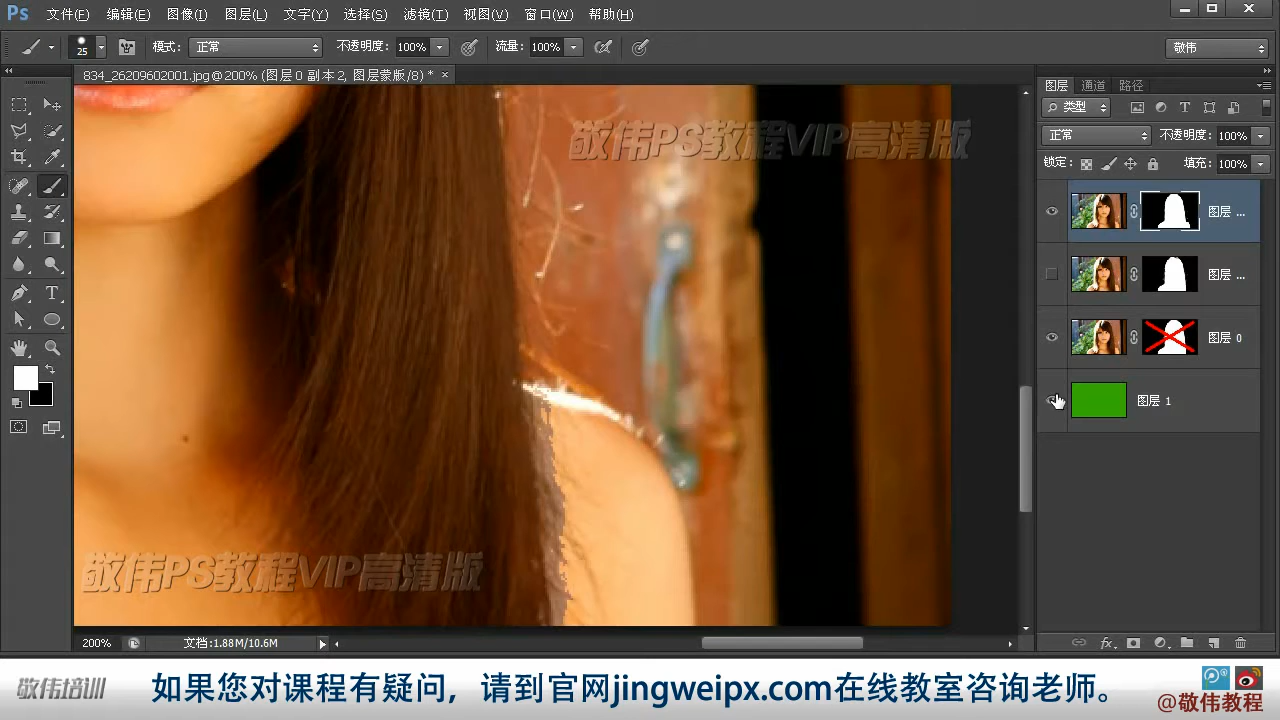 Ps 文件(F) 编辑(E) 图像(I) 图层(L) 文字(Y) 选择(S) 滤镜(T) 视图(V) 窗口(W) 帮助(H)
25 模式: 正常 不透明度: 100% 流量: 100% 敬伟
834_26209602001.jpg@200% (图层 0 副本 2, 图层蒙版/8) * ×
图层 通道 路径
类型
正常 不透明度: 100%
锁定: 填充: 100%
图层 ...
图层 ...
图层 0
图层 1
敬伟PS教程VIP高清版
敬伟PS教程VIP高清版
200% 文档:1.88M/10.6M
敬伟培训 如果您对课程有疑问，请到官网jingweipx.com在线教室咨询老师。
@敬伟教程